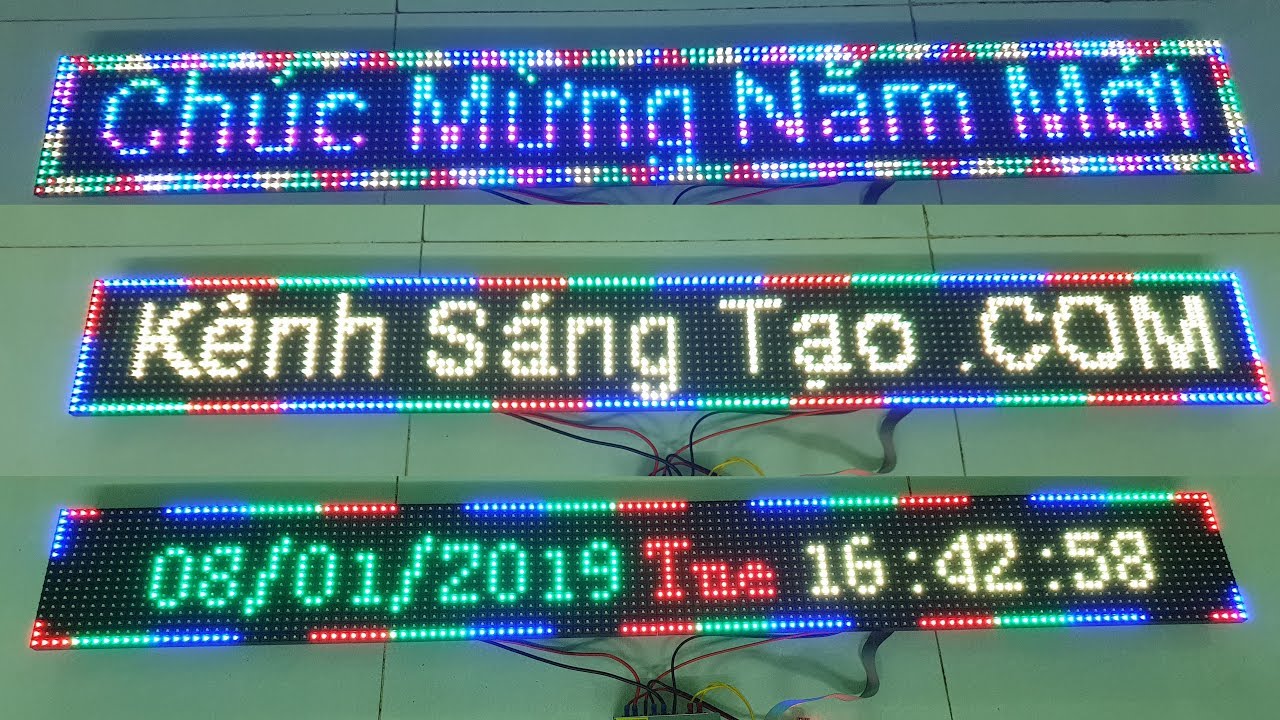 Chúc Mừng Năm Mới
Kênh Sáng Tạo .COM
08/01/2019 Tue 16:42:58